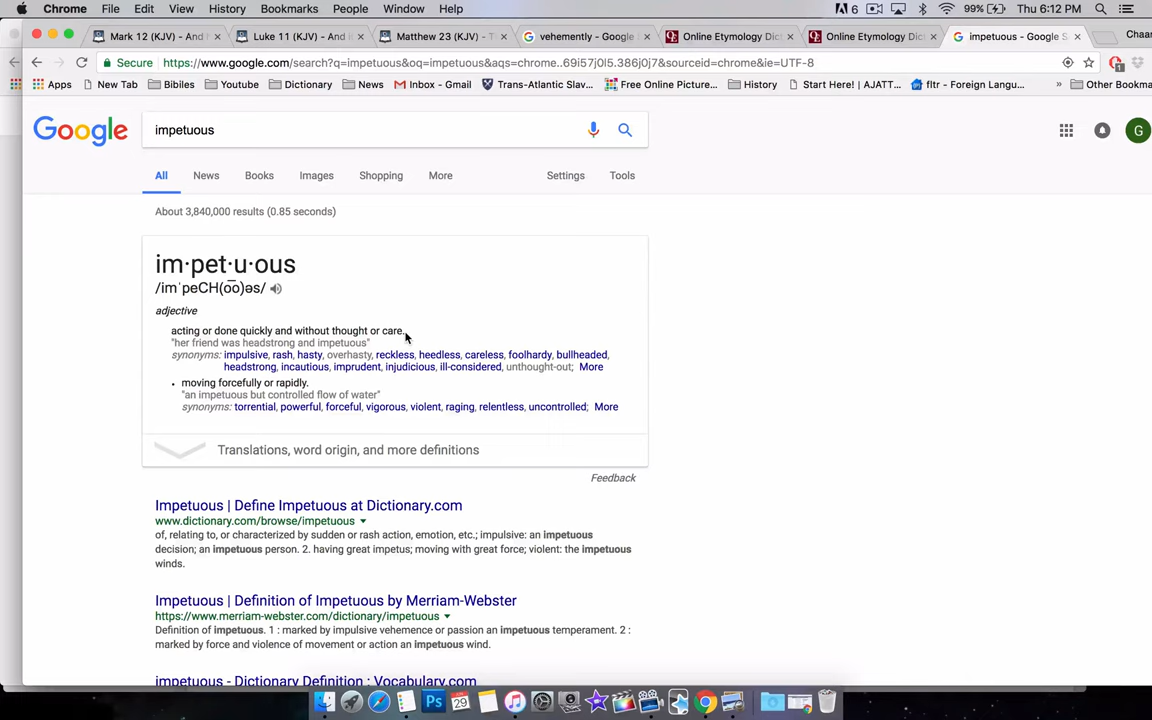 Chrome File Edit View History Bookmarks People Window Help 6 99% Thu 6:12 PM
Mark 12 (KJV) - And Luke 11 (KJV) - And Matthew 23 (KJV) - vehemently - Google Online Etymology Dic Online Etymology Dict impetuous - Google S Chaa
Secure https://www.google.com/search?q=impetuous&oq=impetuous&aqs=chrome..69i57j0l5.386j0j7&sourceid=chrome&ie=UTF-8 1
Apps New Tab Bibiles Youtube Dictionary News Inbox - Gmail Trans-Atlantic Slav... Free Online Picture... History Start Here! | AJATT... fltr - Foreign Langu... » Other Bookma
Google impetuous G
All News Books Images Shopping More Settings Tools
About 3,840,000 results (0.85 seconds)
im·pet·u·ous
/imˈpeCH(o͞o)əs/
adjective
acting or done quickly and without thought or care.
"her friend was headstrong and impetuous"
synonyms: impulsive, rash, hasty, overhasty, reckless, heedless, careless, foolhardy, bullheaded,
headstrong, incautious, imprudent, injudicious, ill-considered, unthought-out; More
• moving forcefully or rapidly.
"an impetuous but controlled flow of water"
synonyms: torrential, powerful, forceful, vigorous, violent, raging, relentless, uncontrolled; More
Translations, word origin, and more definitions
Feedback
Impetuous | Define Impetuous at Dictionary.com
www.dictionary.com/browse/impetuous
of, relating to, or characterized by sudden or rash action, emotion, etc.; impulsive: an impetuous
decision; an impetuous person. 2. having great impetus; moving with great force; violent: the impetuous
winds.
Impetuous | Definition of Impetuous by Merriam-Webster
https://www.merriam-webster.com/dictionary/impetuous
Definition of impetuous. 1 : marked by impulsive vehemence or passion an impetuous temperament. 2 :
marked by force and violence of movement or action an impetuous wind.
impetuous - Dictionary Definition : Vocabulary.com
Ps 29